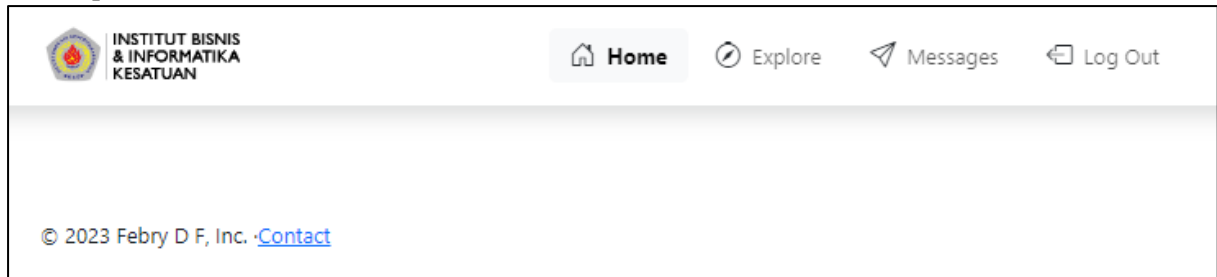 INSTITUT BISNIS
& INFORMATIKA
KESATUAN
Home Explore Messages Log Out
© 2023 Febry D F, Inc. ·Contact